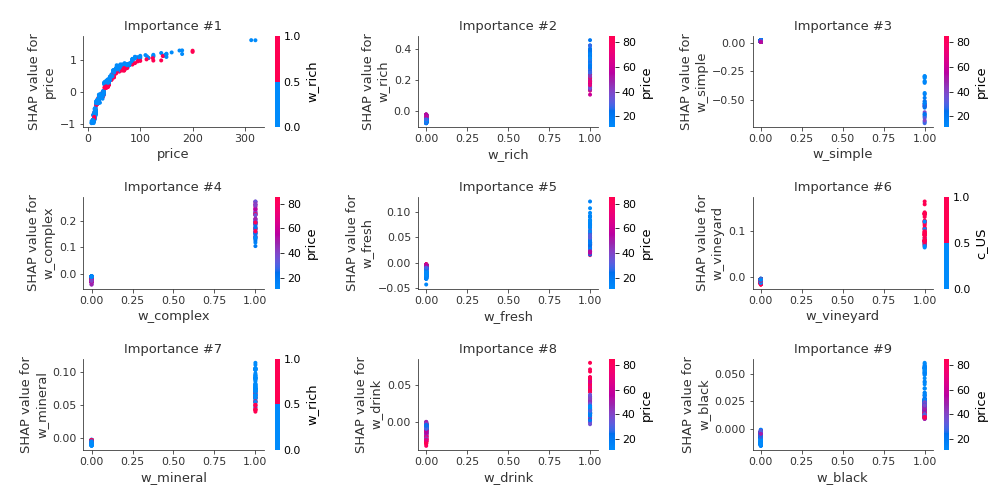 Importance #1
SHAP value for
price
1
0
−1
0
100
200
300
price
1.0
0.5
0.0
w_rich
Importance #2
SHAP value for
w_rich
0.4
0.2
0.0
0.00
0.25
0.50
0.75
1.00
w_rich
80
60
40
20
price
Importance #3
SHAP value for
w_simple
0.00
−0.25
−0.50
0.00
0.25
0.50
0.75
1.00
w_simple
80
60
40
20
price
Importance #4
SHAP value for
w_complex
0.2
0.1
0.0
0.00
0.25
0.50
0.75
1.00
w_complex
80
60
40
20
price
Importance #5
SHAP value for
w_fresh
0.10
0.05
0.00
−0.05
0.00
0.25
0.50
0.75
1.00
w_fresh
80
60
40
20
price
Importance #6
SHAP value for
w_vineyard
0.1
0.0
0.00
0.25
0.50
0.75
1.00
w_vineyard
1.0
0.5
0.0
c_US
Importance #7
SHAP value for
w_mineral
0.10
0.05
0.00
0.00
0.25
0.50
0.75
1.00
w_mineral
1.0
0.5
0.0
w_rich
Importance #8
SHAP value for
w_drink
0.05
0.00
0.00
0.25
0.50
0.75
1.00
w_drink
80
60
40
20
price
Importance #9
SHAP value for
w_black
0.050
0.025
0.000
0.00
0.25
0.50
0.75
1.00
w_black
80
60
40
20
price